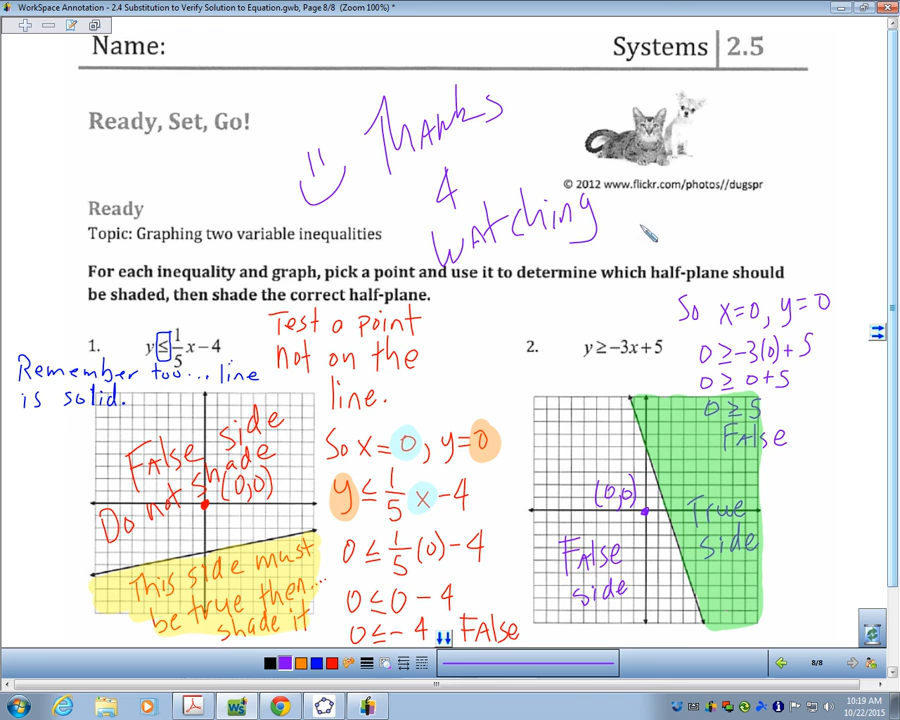 WorkSpace Annotation - 2.4 Substitution to Verify Solution to Equation.gwb, Page 8/8 (Zoom 100%) *
Name:
Systems 2.5
Ready, Set, Go!
Thanks
4
watching
© 2012 www.flickr.com/photos//dugspr
Ready
Topic: Graphing two variable inequalities
For each inequality and graph, pick a point and use it to determine which half-plane should
be shaded, then shade the correct half-plane.
1. y ≤ 1/5 x − 4
Remember too... line
is solid.
Test a point
not on the
line.
So x = 0, y = 0
y ≤ 1/5 x - 4
0 ≤ 1/5 (0) - 4
0 ≤ 0 - 4
0 ≤ - 4 False
False side
Do not shade
(0,0)
This side must
be true then...
shade it
2. y ≥ −3x + 5
So x=0, y=0
0 ≥ -3(0) + 5
0 ≥ 0 + 5
0 ≥ 5
False
(0,0)
False
side
True
side
8/8
10:19 AM
10/22/2015